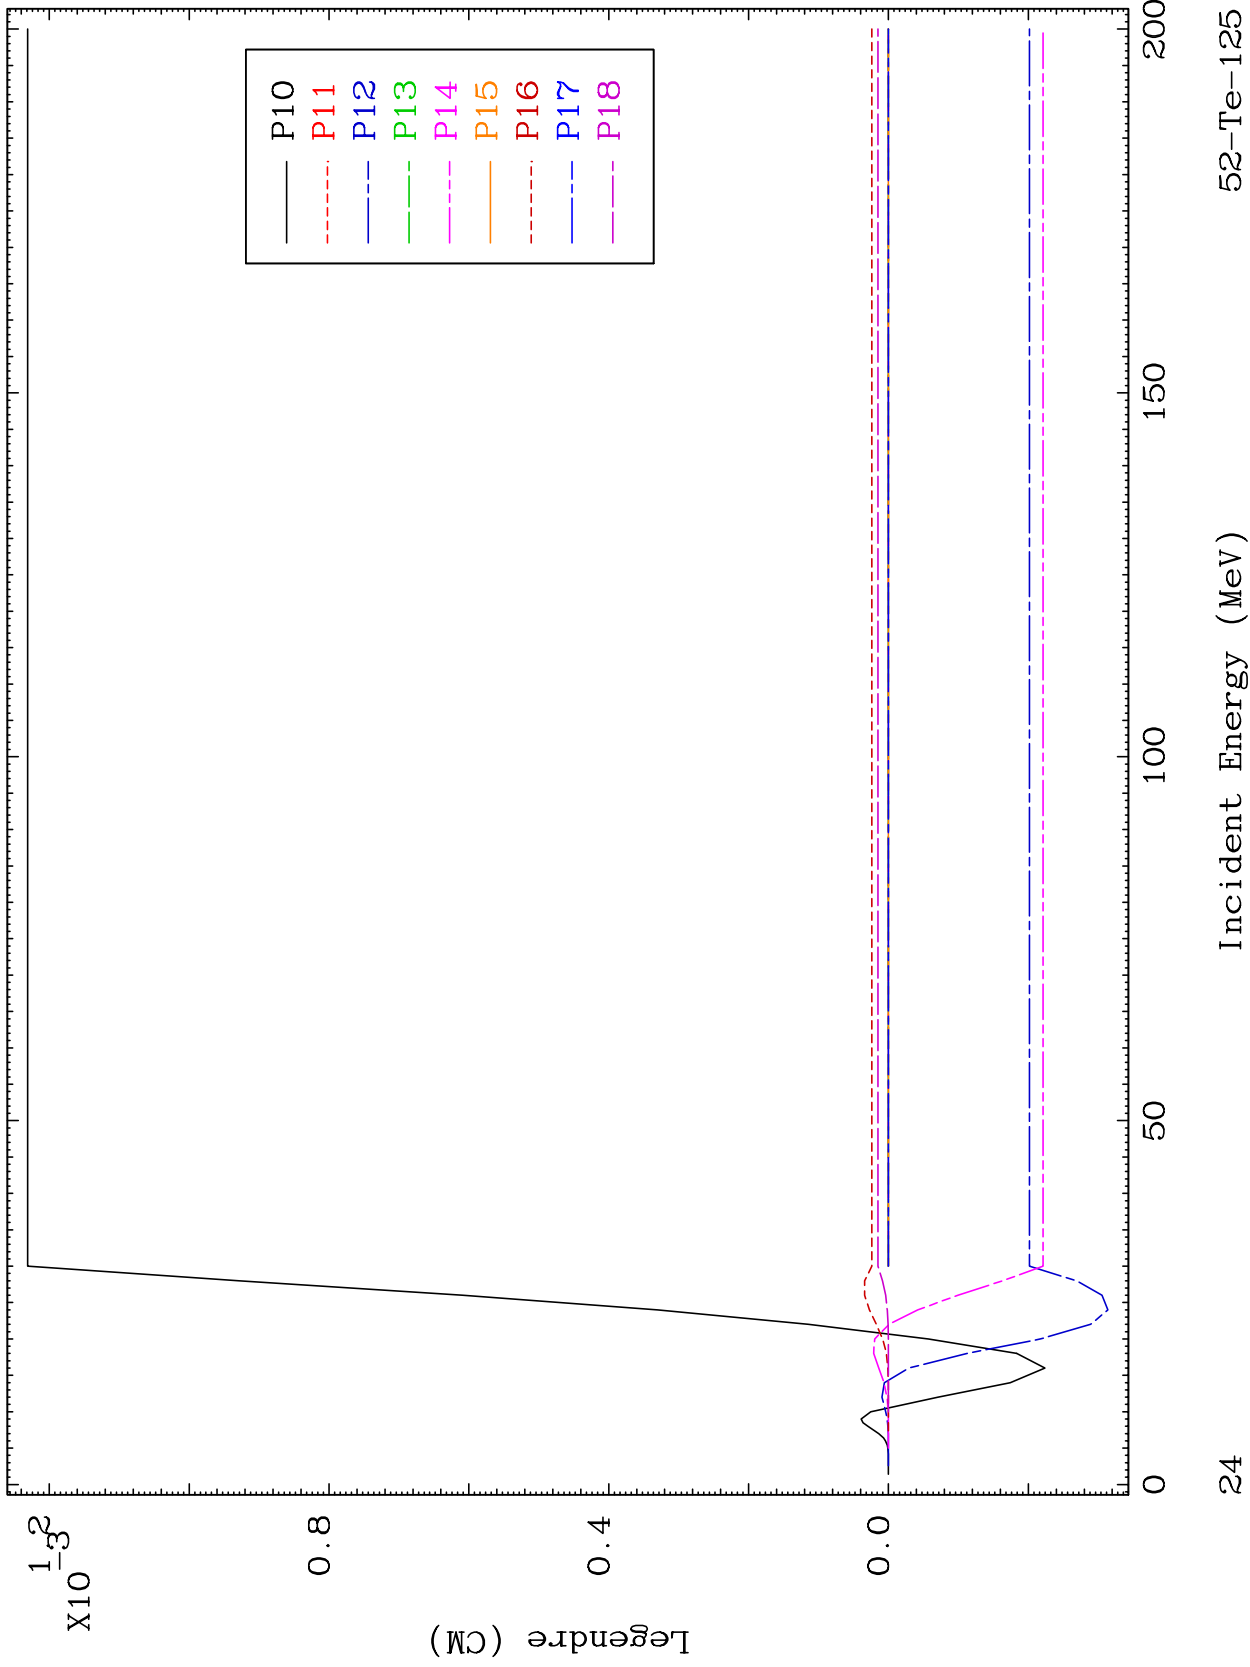 X10
-3
1.2
0.8
0.4
0.0
Legendre (CM)
P10
P11
P12
P13
P14
P15
P16
P17
P18
0
50
100
150
200
24
Incident Energy (MeV)
52-Te-125